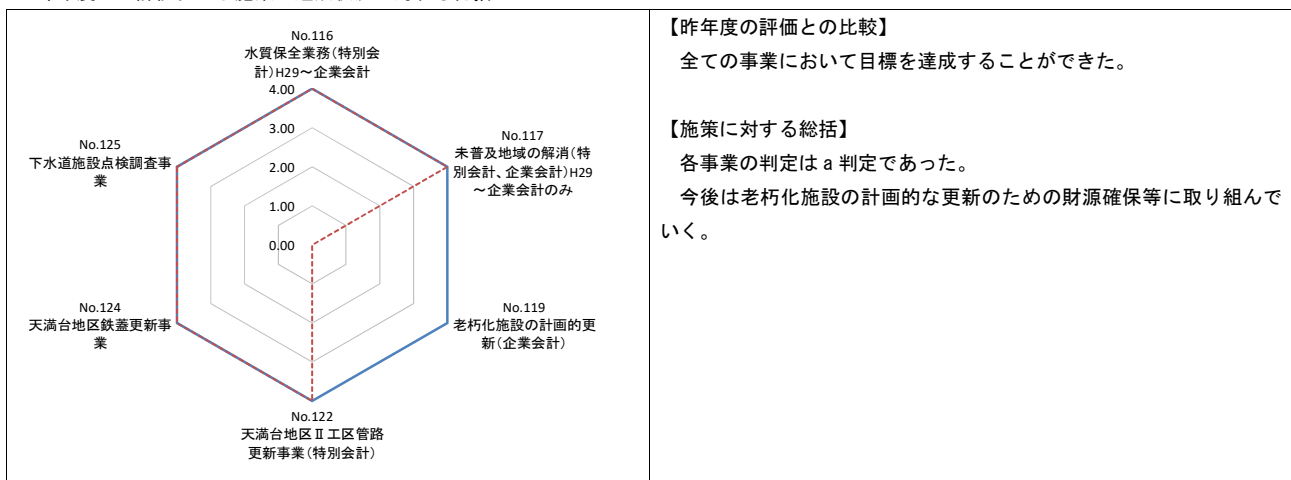 No.116
水質保全業務(特別会
計)H29～企業会計
4.00
3.00
2.00
1.00
0.00
No.117
未普及地域の解消(特
別会計、企業会計)H29
～企業会計のみ
No.119
老朽化施設の計画的更
新(企業会計)
No.122
天満台地区Ⅱ工区管路
更新事業(特別会計)
No.124
天満台地区鉄蓋更新事
業
No.125
下水道施設点検調査事
業
【昨年度の評価との比較】
全ての事業において目標を達成することができた。
【施策に対する総括】
各事業の判定はａ判定であった。
今後は老朽化施設の計画的な更新のための財源確保等に取り組んで
いく。